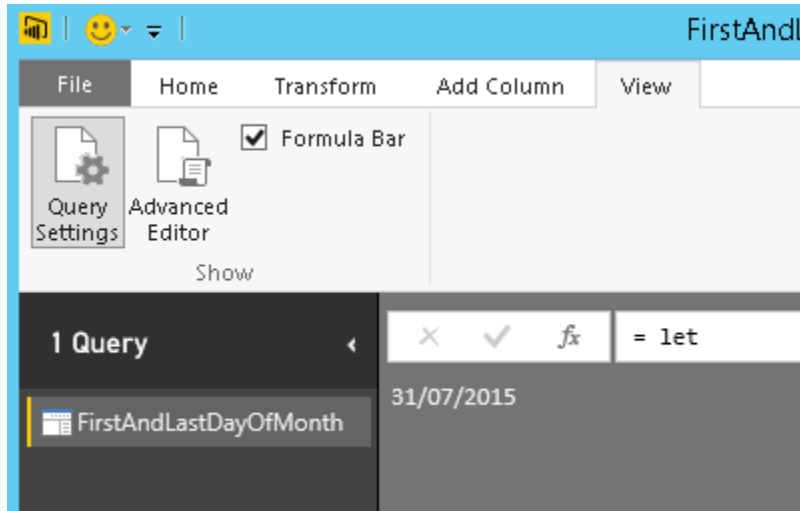 FirstAndL
File Home Transform Add Column View
Formula Bar
Query Settings
Advanced Editor
Show
1 Query
fx = let
FirstAndLastDayOfMonth
31/07/2015